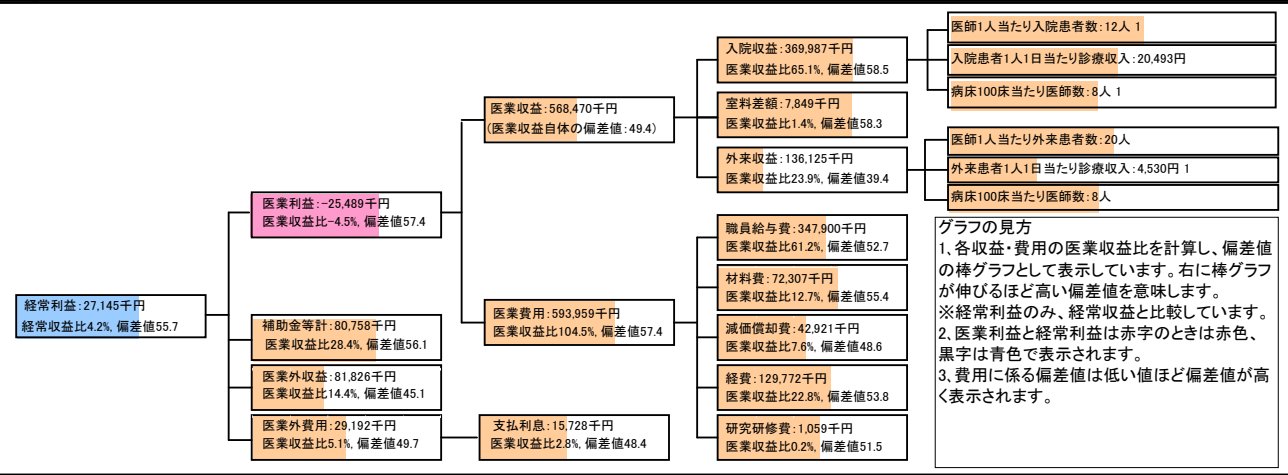 経常利益：27,145千円
経常収支比4.2%, 偏差値55.7
医業利益：-25,489千円
医業収益比-4.5%, 偏差値57.4
補助金等計：80,758千円
医業収益比28.4%, 偏差値56.1
医業外収益：81,826千円
医業収益比14.4%, 偏差値45.1
医業外費用：29,192千円
医業収益比5.1%, 偏差値49.7
医業収益：568,470千円
(医業収益自体の偏差値：49.4)
医業費用：593,959千円
医業収益比104.5%, 偏差値57.4
支払利息：15,728千円
医業収益比2.8%, 偏差値48.4
入院収益：369,987千円
医業収益比65.1%, 偏差値58.5
室料差額：7,849千円
医業収益比1.4%, 偏差値58.3
外来収益：136,125千円
医業収益比23.9%, 偏差値39.4
職員給与費：347,900千円
医業収益比61.2%, 偏差値52.7
材料費：72,307千円
医業収益比12.7%, 偏差値55.4
減価償却費：42,921千円
医業収益比7.6%, 偏差値48.6
経費：129,772千円
医業収益比22.8%, 偏差値53.8
研究研修費：1,059千円
医業収益比0.2%, 偏差値51.5
医師1人当たり入院患者数：12人 1
入院患者1人1日当たり診療収入：20,493円
病床100床当たり医師数：8人 1
医師1人当たり外来患者数：20人
外来患者1人1日当たり診療収入：4,530円 1
病床100床当たり医師数：8人
グラフの見方
1、各収益・費用の医業収益比を計算し、偏差値
の棒グラフとして表示しています。右に棒グラフ
が伸びるほど高い偏差値を意味します。
※経常利益のみ、経常収益と比較しています。
2、医業利益と経常利益は赤字のときは赤色、
黒字は青色で表示されます。
3、費用に係る偏差値は低い値ほど偏差値が高
く表示されます。